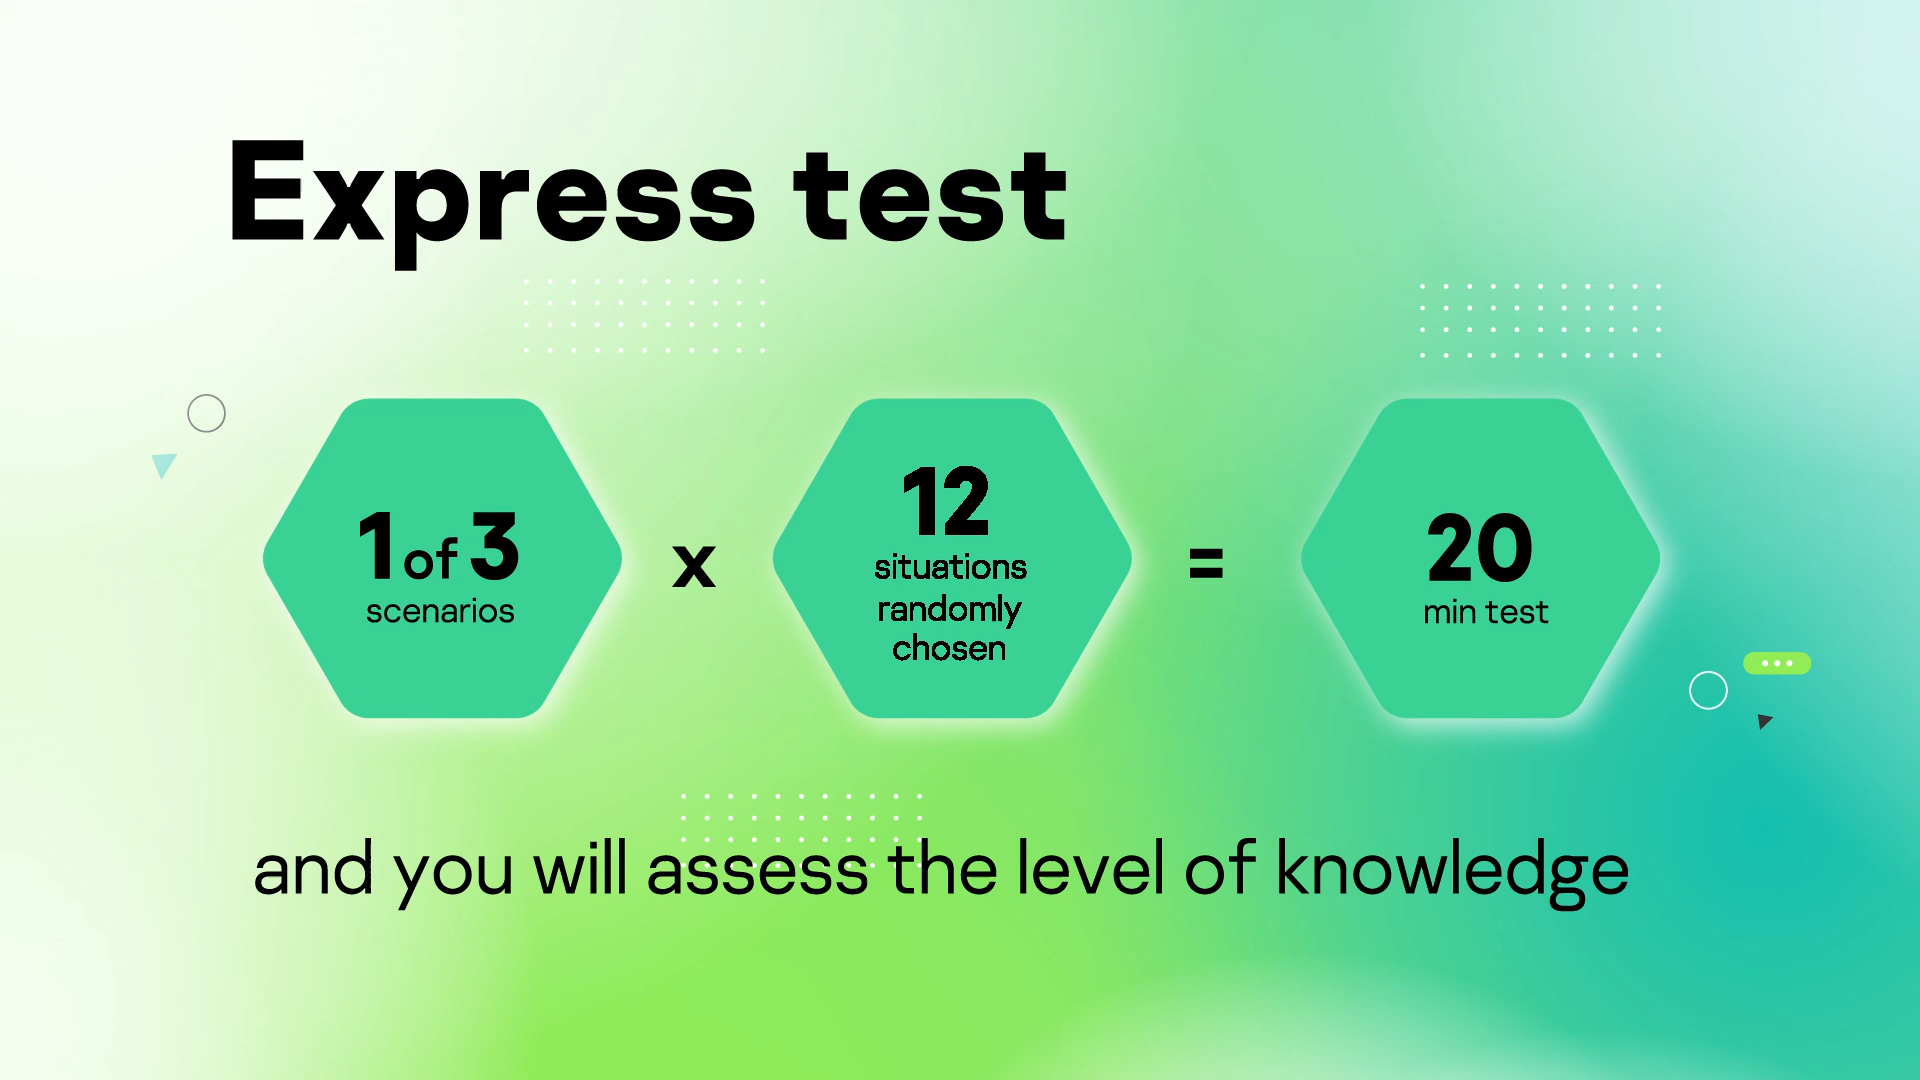 Express test
1 of 3
scenarios
x
12
situations
randomly
chosen
=
20
min test
and you will assess the level of knowledge